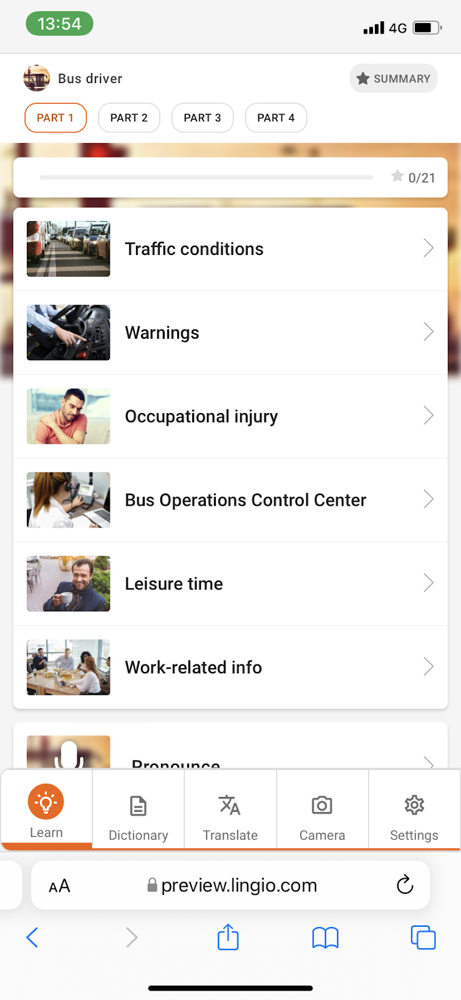 13:54
4G
Bus driver
SUMMARY
PART 1
PART 2
PART 3
PART 4
0/21
Traffic conditions
Warnings
Occupational injury
Bus Operations Control Center
Leisure time
Work-related info
Pronounce
Learn
Dictionary
Translate
Camera
Settings
AA
preview.lingio.com